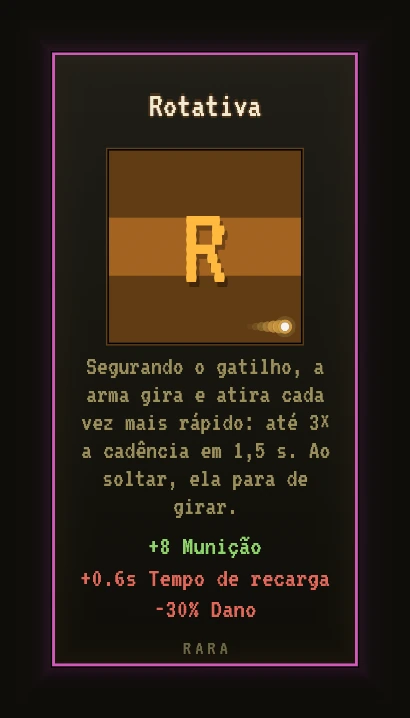 Rotativa
R
Segurando o gatilho, a
arma gira e atira cada
vez mais rápido: até 3X
a cadência em 1,5 s. Ao
soltar, ela para de
girar.
+8 Munição
+0.6s Tempo de recarga
-30% Dano
RARA